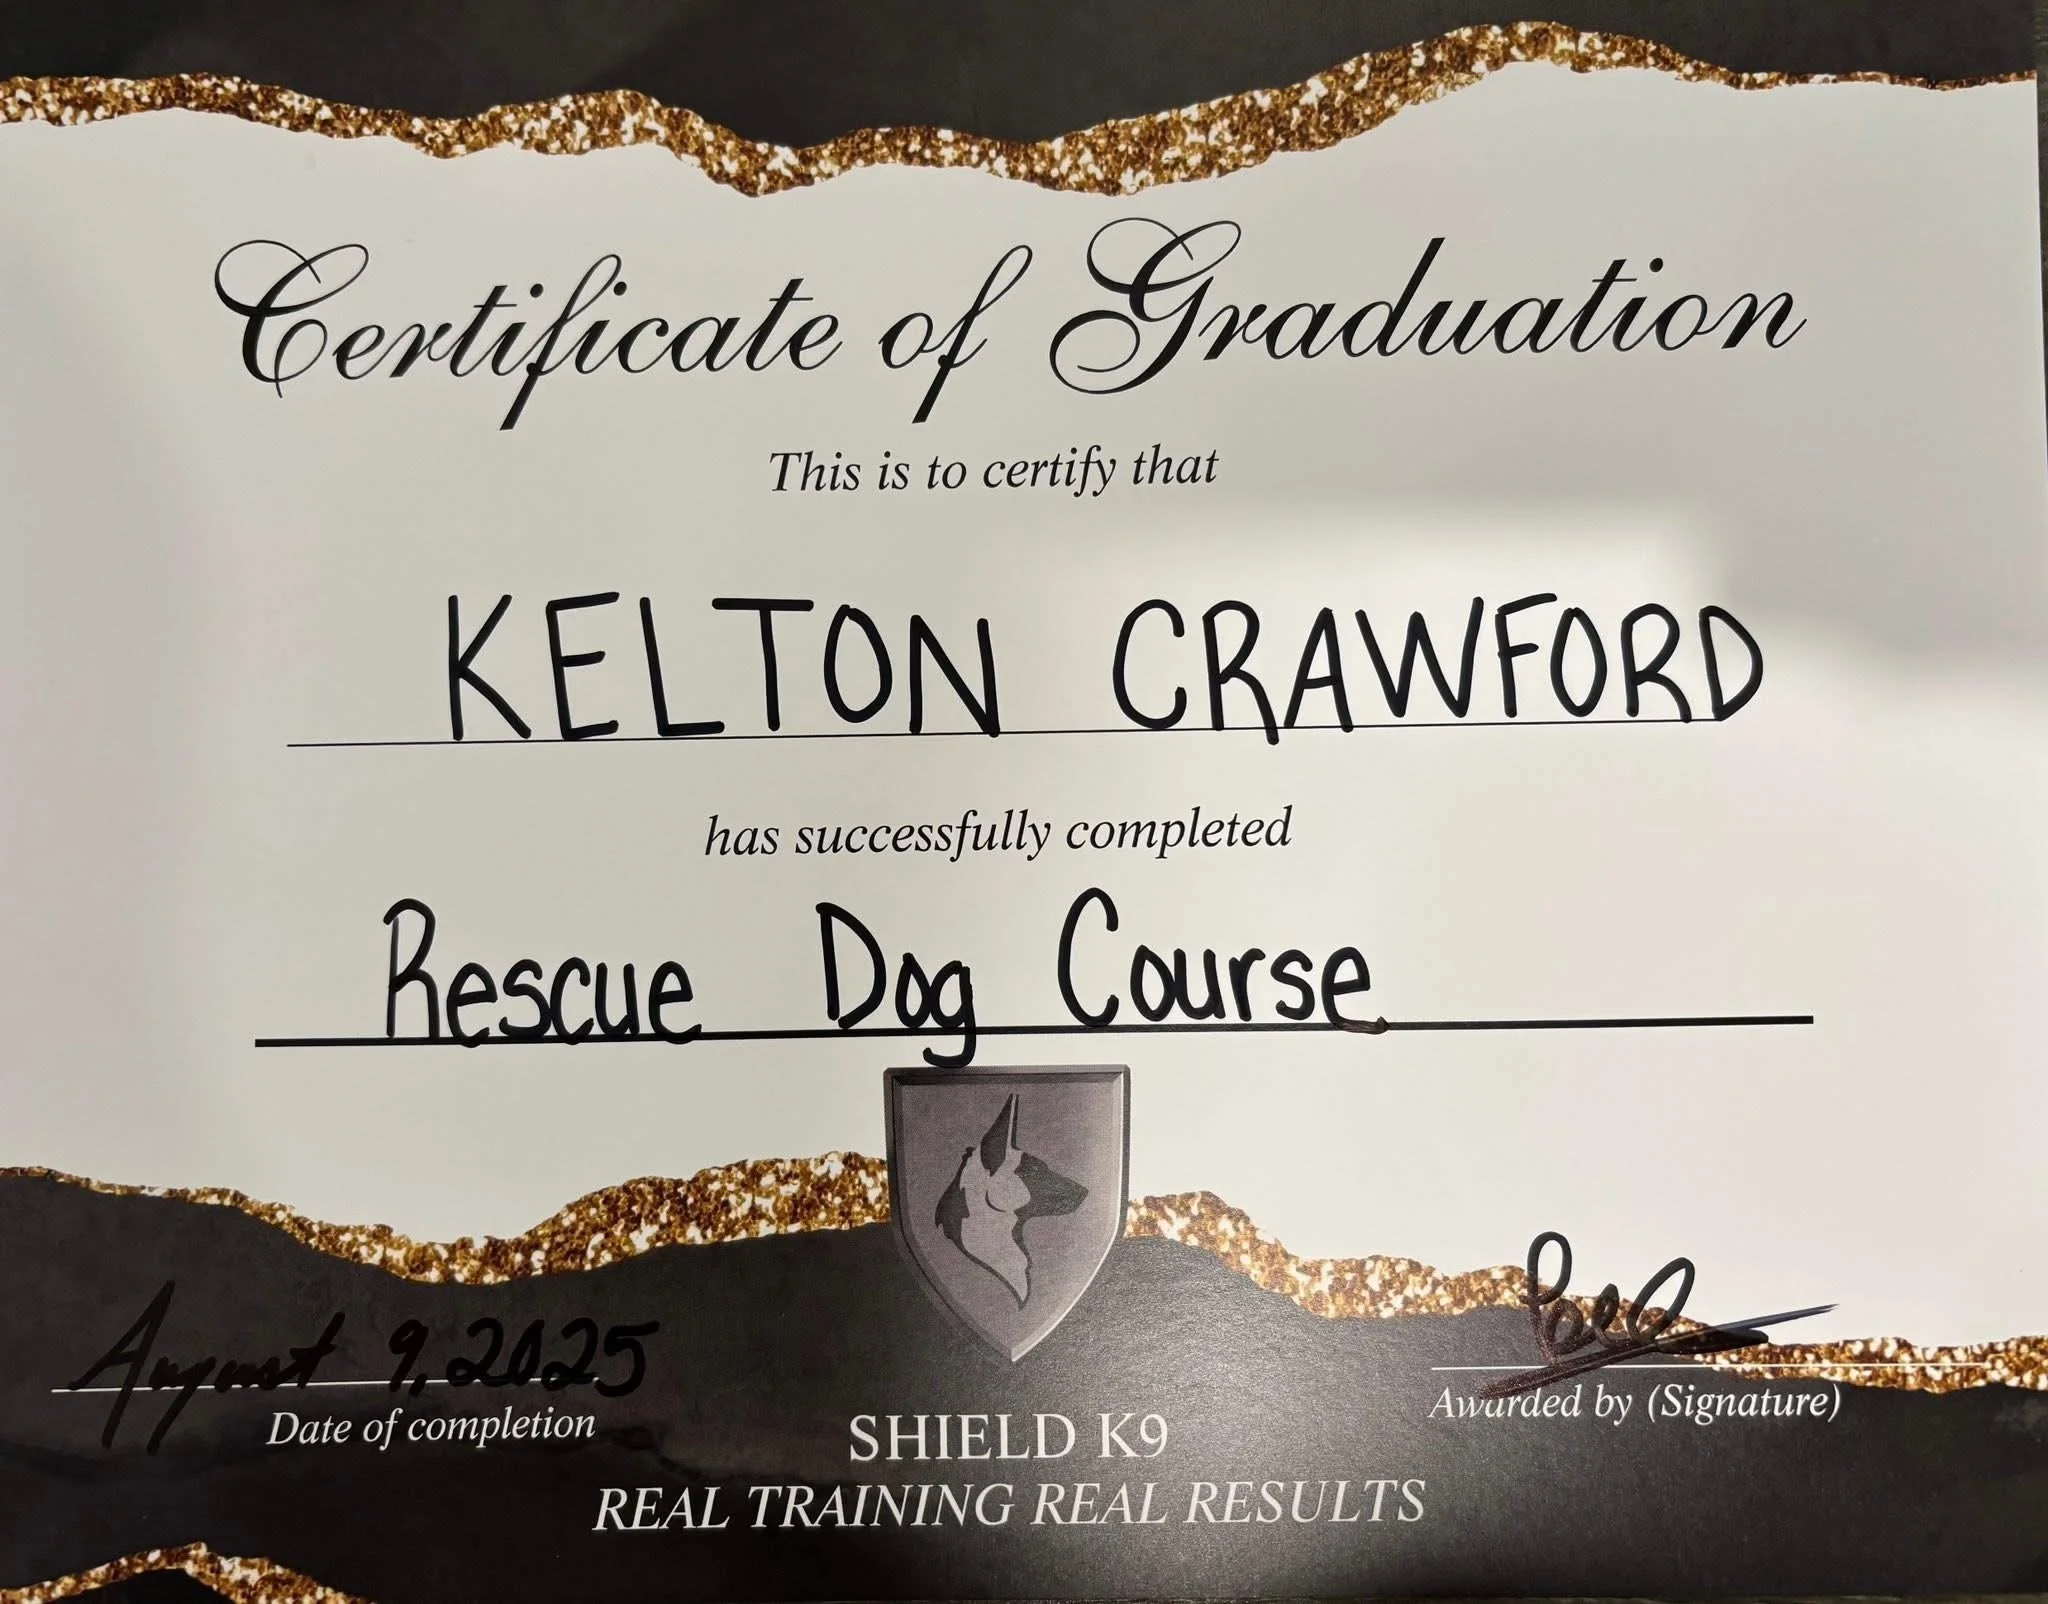 Certificate of Graduation
This is to certify that
KELTON CRAWFORD
has successfully completed
Rescue Dog Course
August 9, 2025
Date of completion
Awarded by (Signature)
SHIELD K9
REAL TRAINING REAL RESULTS